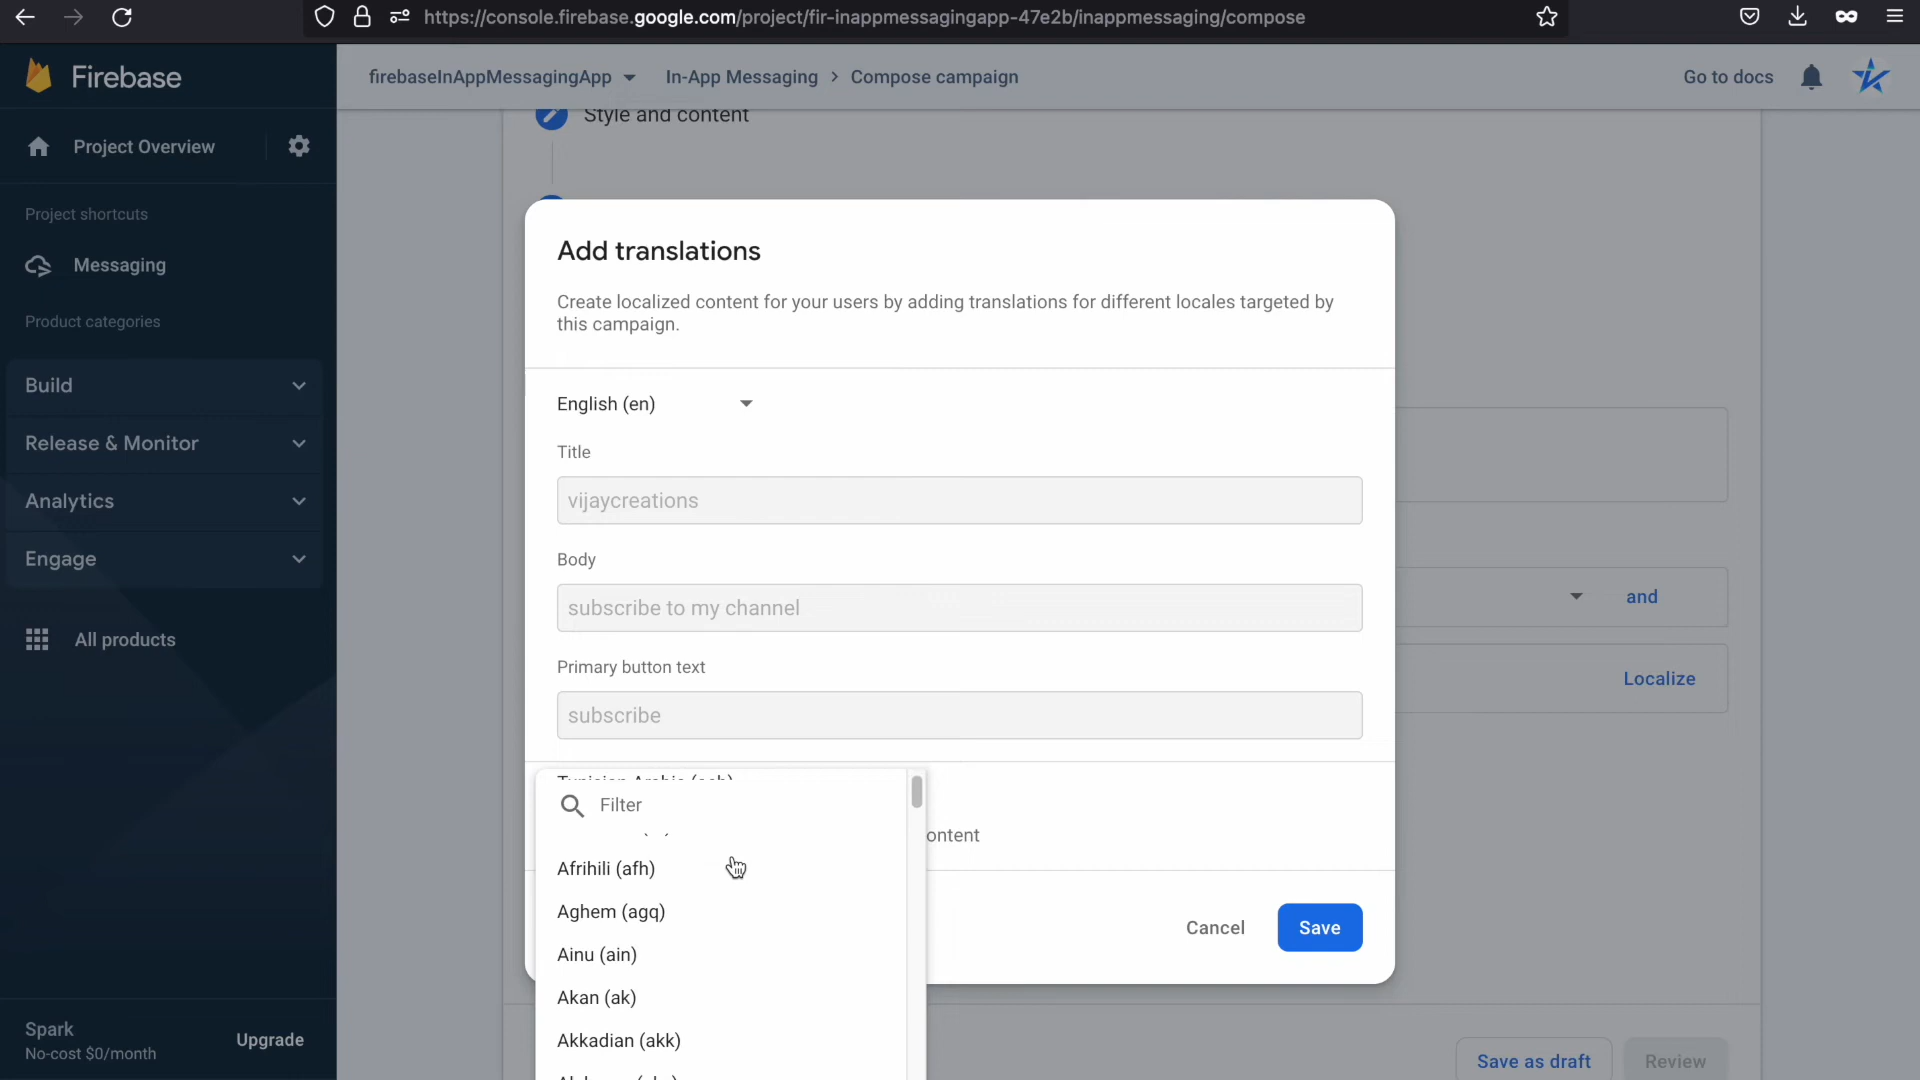 https://console.firebase.google.com/project/fir-inappmessagingapp-47e2b/inappmessaging/compose
Firebase
firebaseInAppMessagingApp
In-App Messaging
Compose campaign
Go to docs
Style and content
Project Overview
Project shortcuts
Messaging
Product categories
Build
Release & Monitor
Analytics
Engage
All products
Spark
No-cost $0/month
Upgrade
Add translations
Create localized content for your users by adding translations for different locales targeted by
this campaign.
English (en)
Title
vijaycreations
Body
subscribe to my channel
Primary button text
subscribe
and
Localize
Filter
ontent
Afrihili (afh)
Aghem (agq)
Ainu (ain)
Akan (ak)
Akkadian (akk)
Cancel
Save
Save as draft
Review